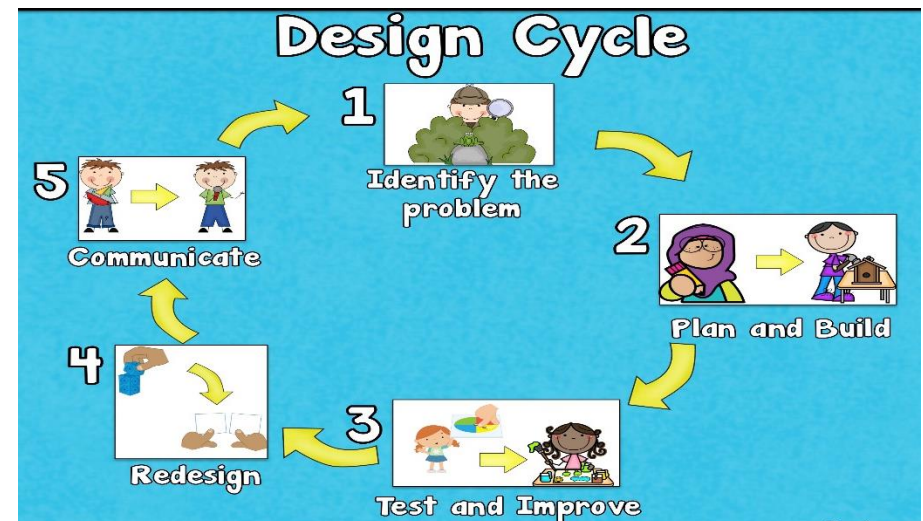 Design Cycle
1
Identify the
problem
2
Plan and Build
3
Test and Improve
4
Redesign
5
Communicate